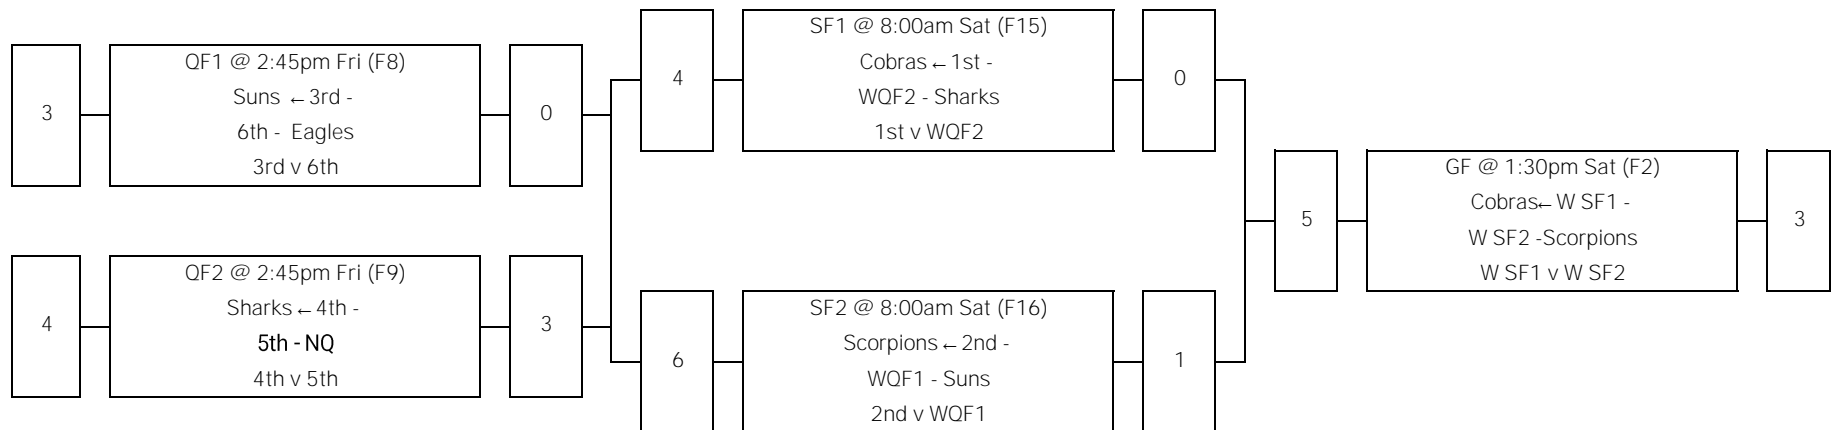 3
QF1 @ 2:45pm Fri (F8)
Suns ←3rd -
6th - Eagles
3rd v 6th
0
4
QF2 @ 2:45pm Fri (F9)
Sharks ← 4th -
5th - NQ
4th v 5th
3
4
SF1 @ 8:00am Sat (F15)
Cobras ← 1st -
WQF2 - Sharks
1st v WQF2
0
6
SF2 @ 8:00am Sat (F16)
Scorpions ← 2nd -
WQF1 - Suns
2nd v WQF1
1
5
GF @ 1:30pm Sat (F2)
Cobras← W SF1 -
W SF2 -Scorpions
W SF1 v W SF2
3